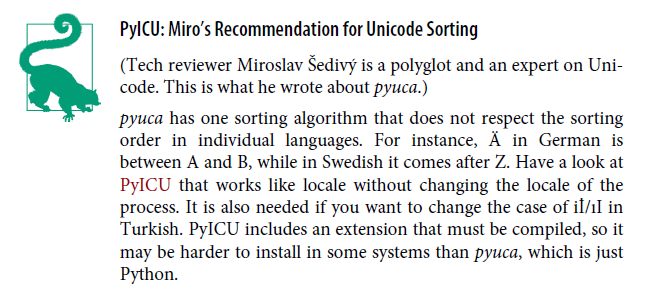 PyICU: Miro’s Recommendation for Unicode Sorting
(Tech reviewer Miroslav Šedivý is a polyglot and an expert on Uni-
code. This is what he wrote about pyuca.)
pyuca has one sorting algorithm that does not respect the sorting
order in individual languages. For instance, Ä in German is
between A and B, while in Swedish it comes after Z. Have a look at
PyICU that works like locale without changing the locale of the
process. It is also needed if you want to change the case of iİ/ıI in
Turkish. PyICU includes an extension that must be compiled, so it
may be harder to install in some systems than pyuca, which is just
Python.